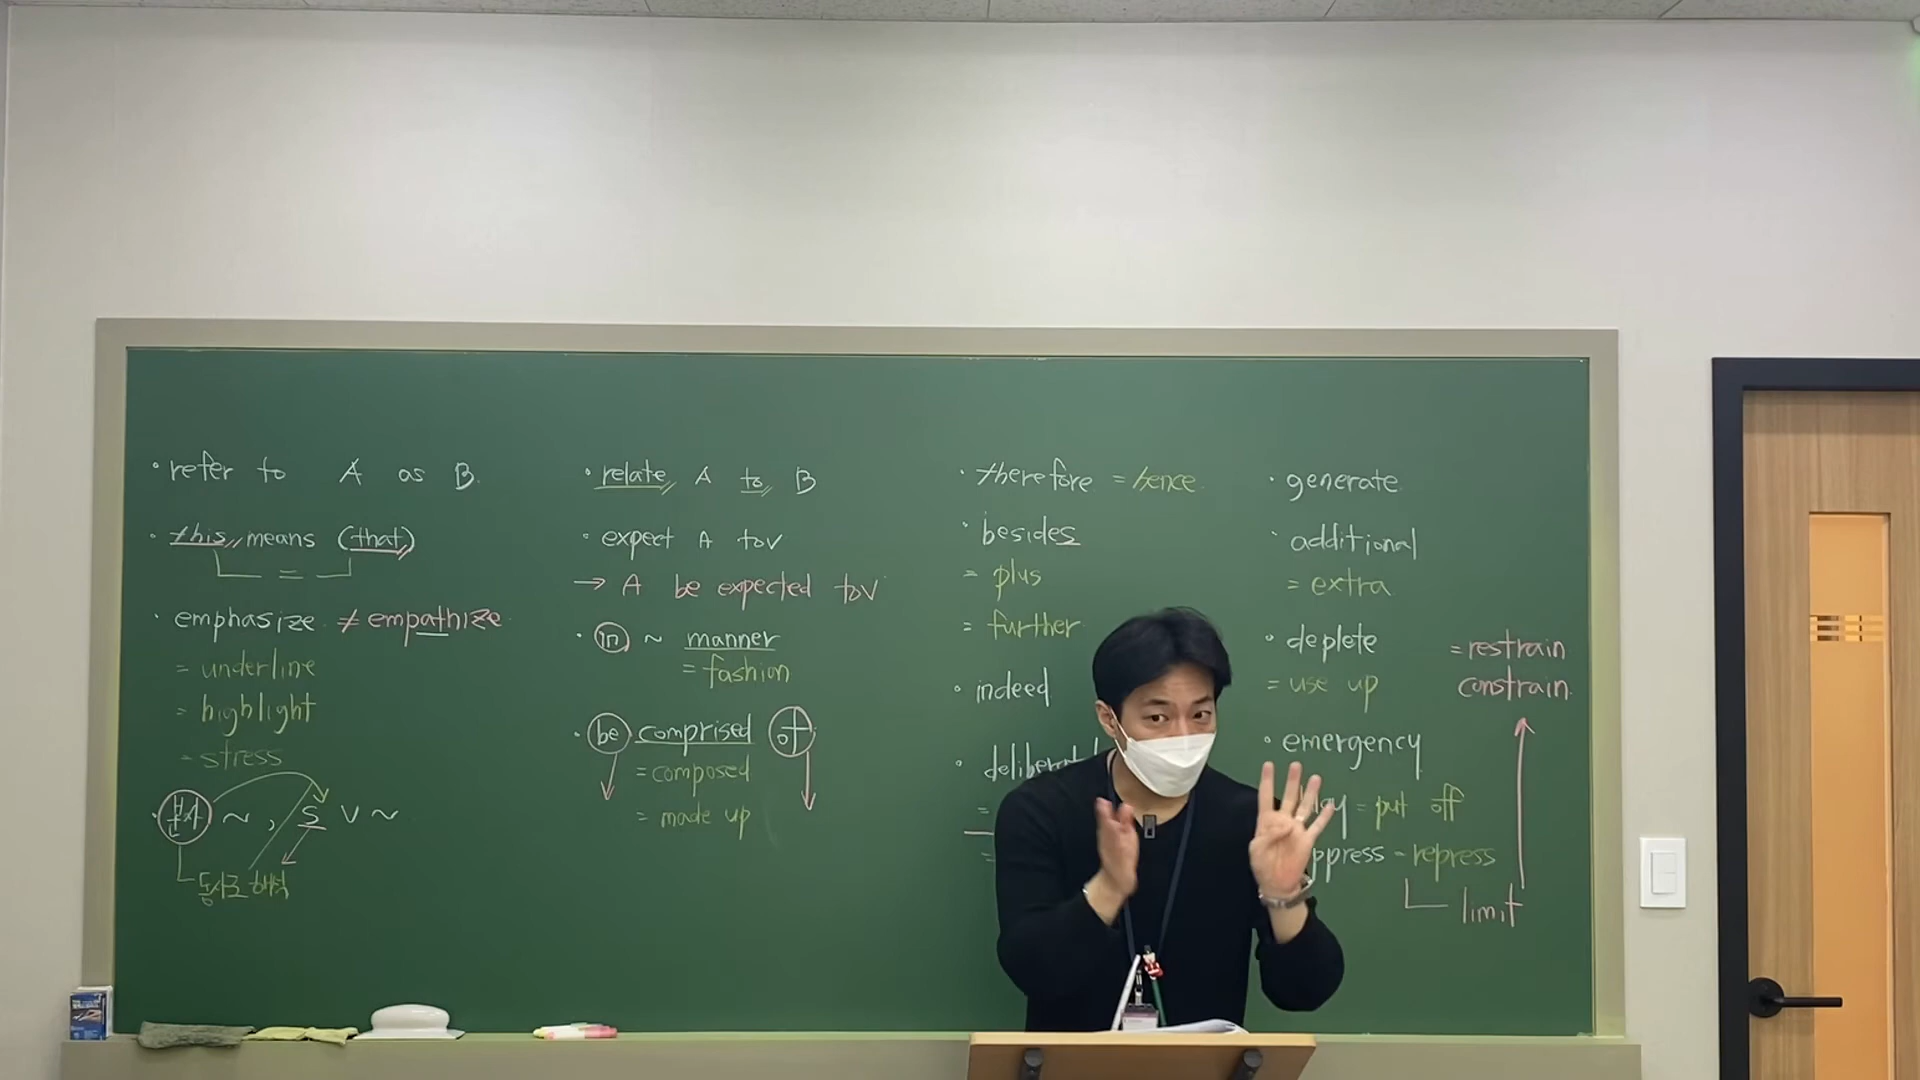 · refer to A as B.
· this means (that)
=
· emphasize ≠ empathize
= underline
= highlight
= stress
· 분사 ~ , S V ~
동시로 해석
· relate A to B
· expect A toV
→ A be expected toV
· in ~ manner
= fashion
· be comprised of
= composed
= made up
· therefore = hence
· besides
= plus
= further
· indeed
=
=
· generate
· additional
= extra
· deplete
= use up
= restrain
constrain
· emergency
= put off
ppress = repress
limit